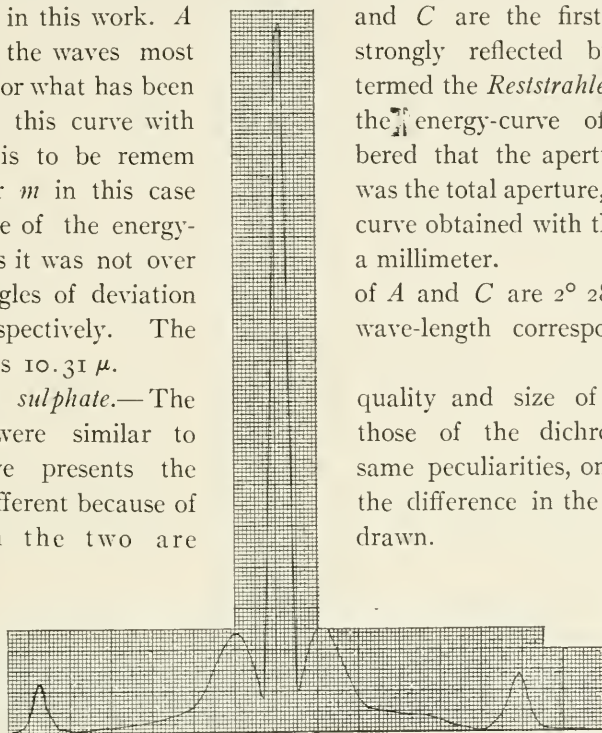 in this work. A and C are the first
the waves most strongly reflected b
or what has been termed the Reststrahle
this curve with the energy-curve of
is to be remem bered that the apert
r m in this case was the total aperture,
e of the energy- curve obtained with th
s it was not over a millimeter.
gles of deviation of A and C are 2° 28
spectively. The wave-length correspo
s 10.31 μ.
sulphate.—The quality and size of
were similar to those of the dichro
ve presents the same peculiarities, or
fferent because of the difference in the
the two are drawn.